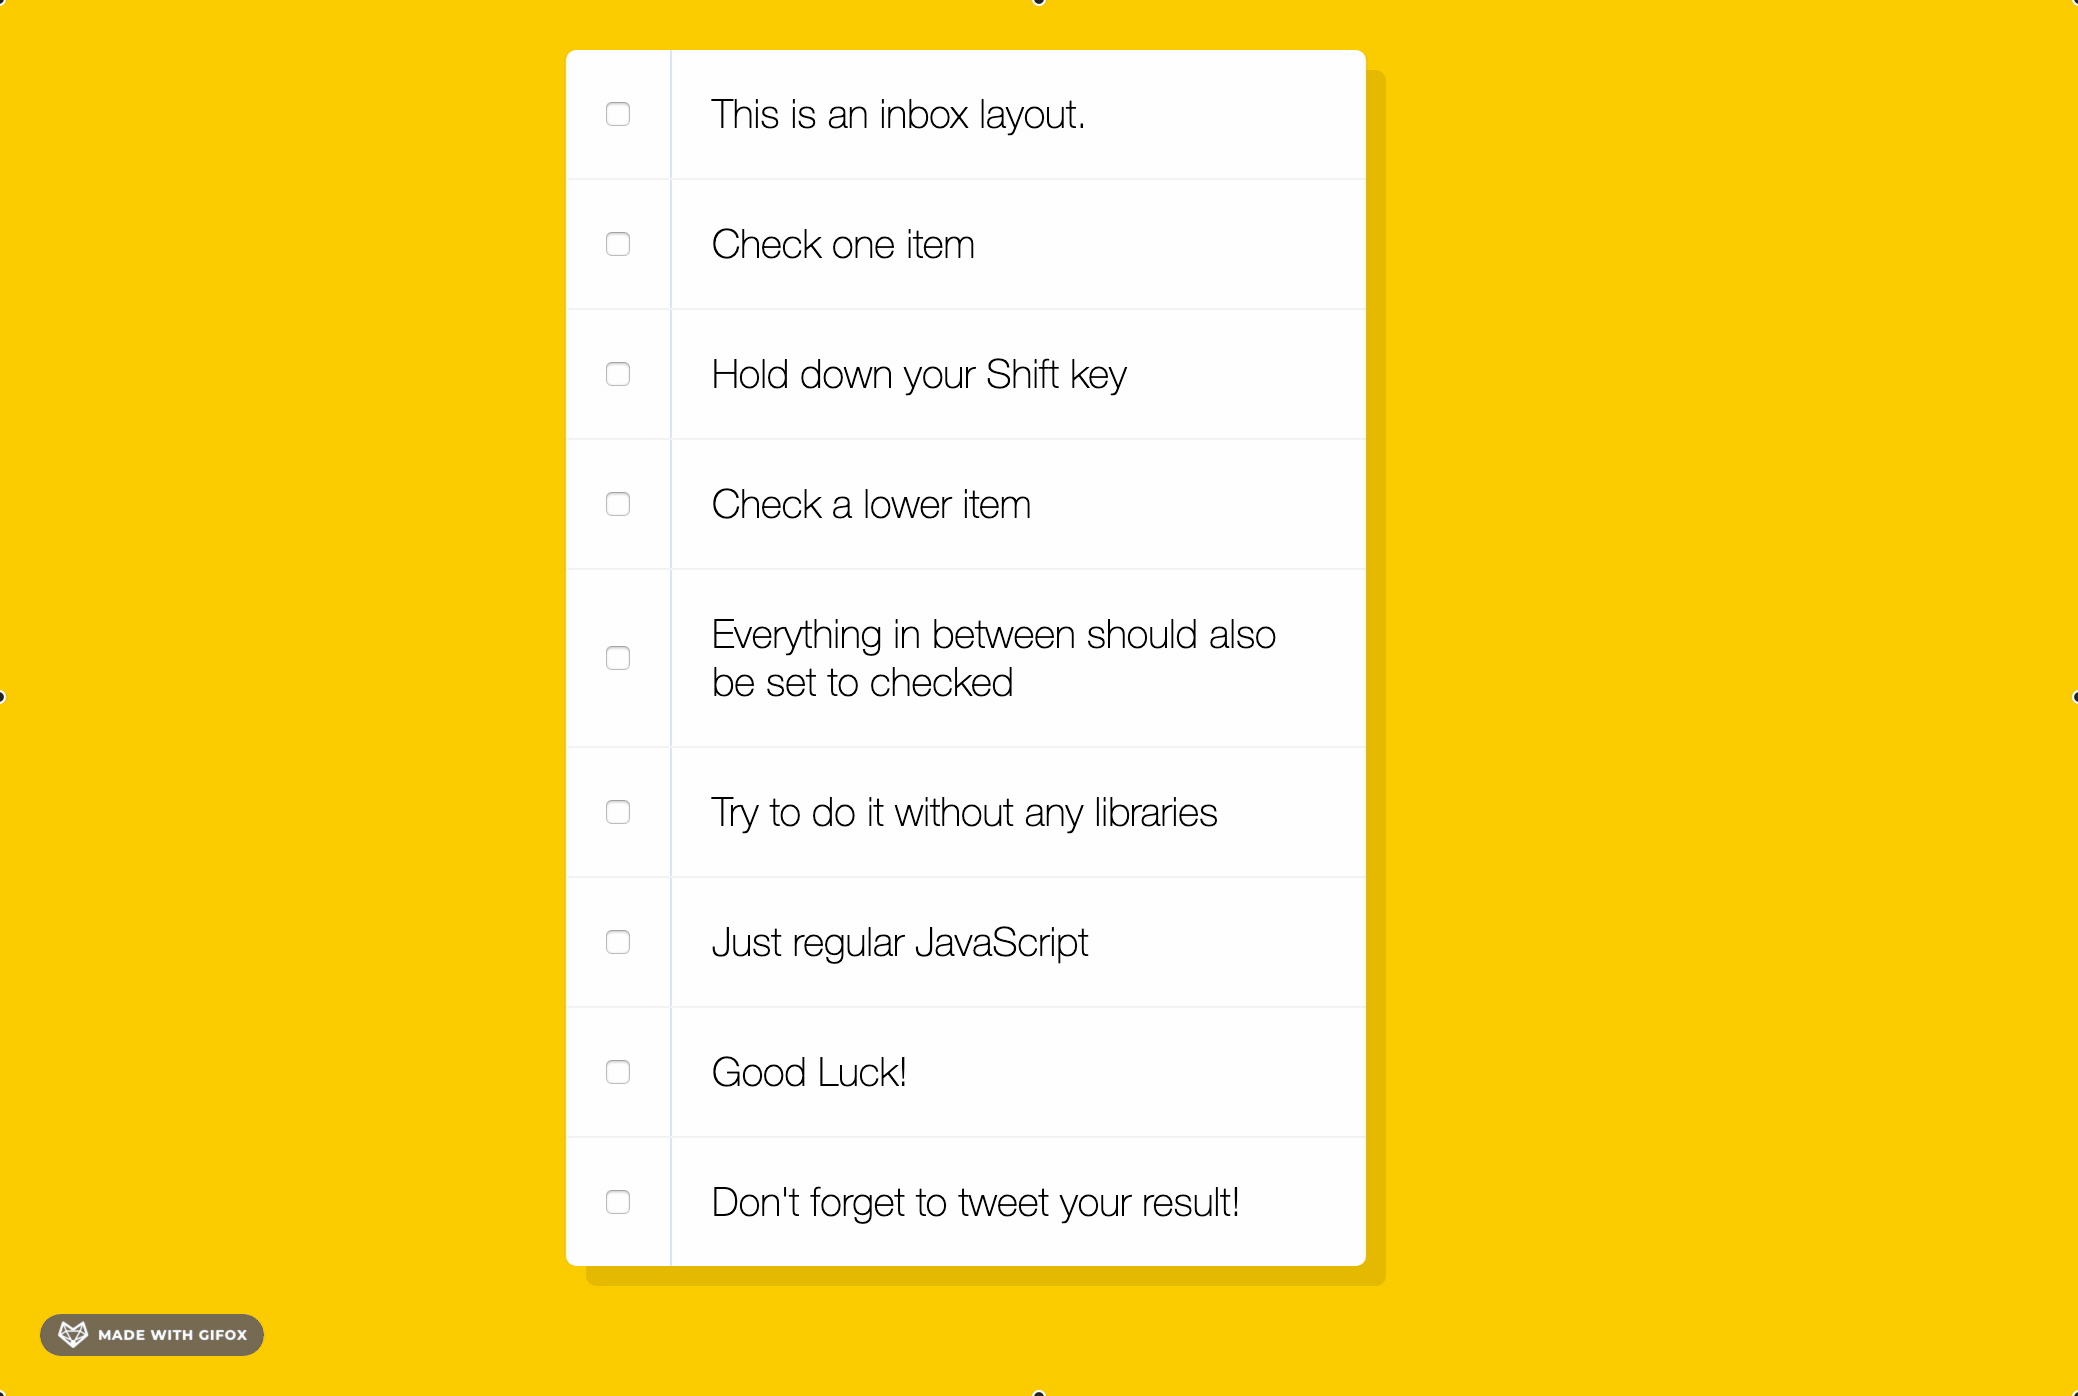 This is an inbox layout.
Check one item
Hold down your Shift key
Check a lower item
Everything in between should also
be set to checked
Try to do it without any libraries
Just regular JavaScript
Good Luck!
Don't forget to tweet your result!
MADE WITH GIFOX